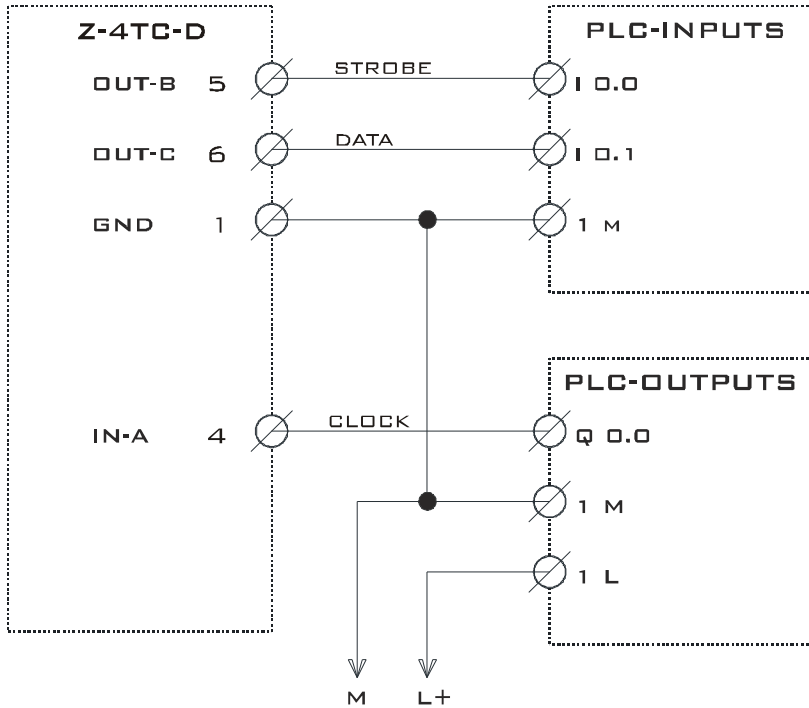 Z-4TC-D
PLC-INPUTS
OUT-B 5
STROBE
I 0.0
OUT-C 6
DATA
I 0.1
GND 1
1 M
PLC-OUTPUTS
IN-A 4
CLOCK
Q 0.0
1 M
1 L
M
L+